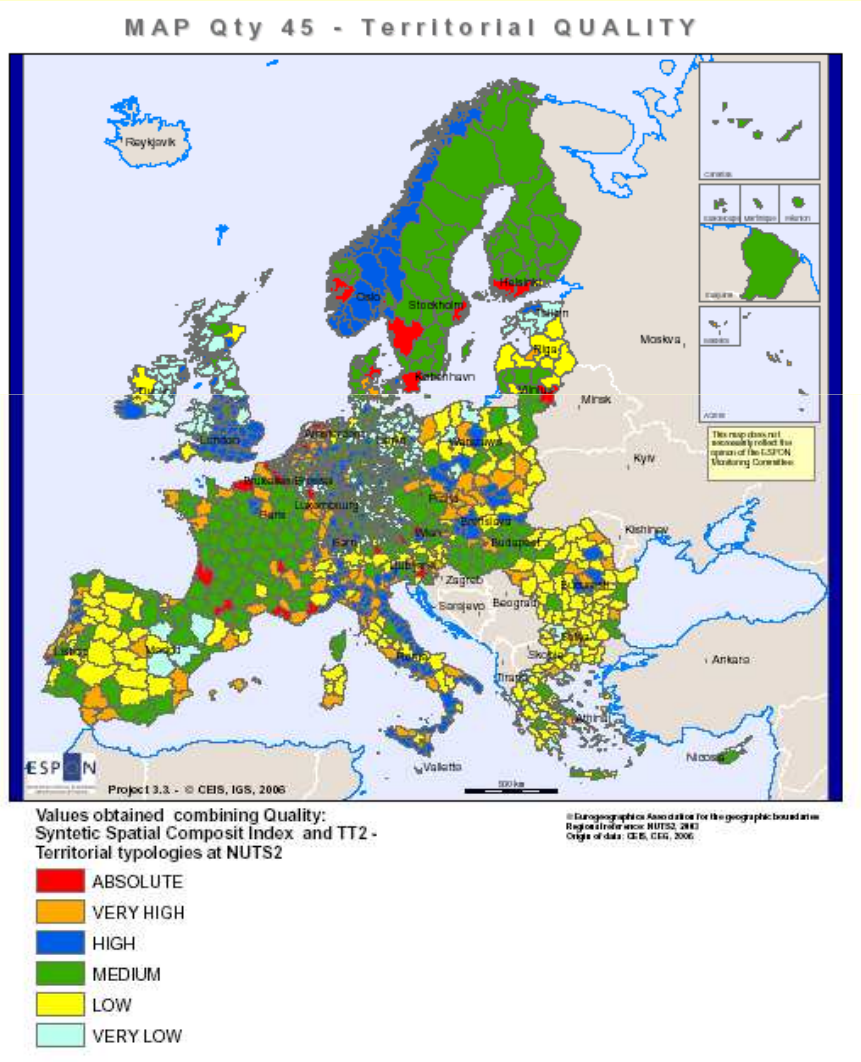 MAP Qty 45 - Territorial QUALITY
Reykjavik
Canarias
Guadeloupe
Martinique
Réunion
Guyane
Oslo
Helsinki
Stockholm
Tallinn
Riga
Moskva
København
Vilnius
Minsk
Dublin
London
Amsterdam
Berlin
Warszawa
This map does not
necessarily reflect the
opinion of the ESPON
Monitoring Committee
Kyiv
Bruxelles/Brussel
Luxembourg
Paris
Praha
Wien
Bratislava
Budapest
Kishinev
Bern
Ljubljana
Zagreb
Bucuresti
Sarajevo
Beograd
Sofiya
Lisboa
Madrid
Roma
Skopje
Tirana
Ankara
Athinai
Nicosia
Valletta
ESPON
Project 3.3. - © CEIS, IGS, 2006
500 km
Values obtained combining Quality:
Syntetic Spatial Composit Index and TT2 -
Territorial typologies at NUTS2
© Eurogeographics Association for the geographic boundaries
Regional reference: NUTS2, 2003
Origin of data: CEIS, CEG, 2006
ABSOLUTE
VERY HIGH
HIGH
MEDIUM
LOW
VERY LOW